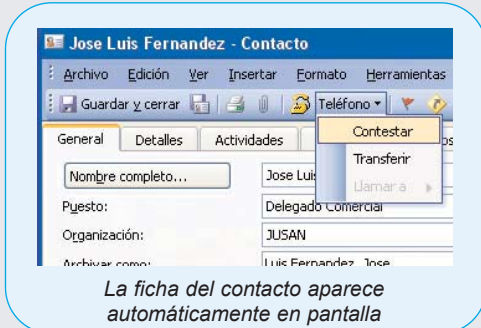 Jose Luis Fernandez - Contacto
Archivo Edición Ver Insertar Formato Herramientas
Guardar y cerrar Teléfono
General Detalles Actividades
Contestar
Transferir
Llamar a
Nombre completo... Jose Luis
Puesto: Delegado Comercial
Organización: JUSAN
Archivar como: Luis Fernandez, Jose
La ficha del contacto aparece
automáticamente en pantalla